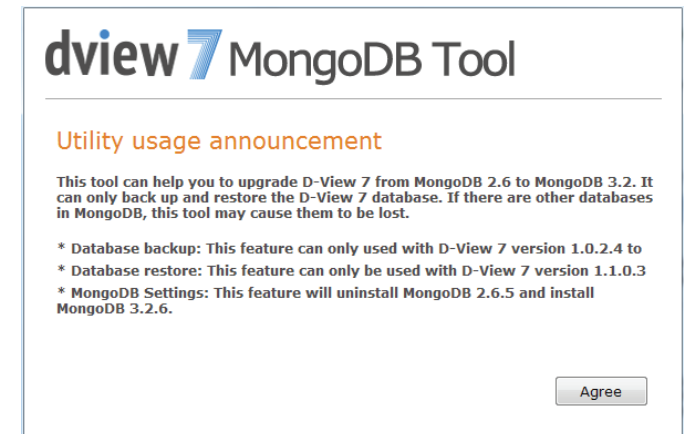 dview 7 MongoDB Tool
Utility usage announcement
This tool can help you to upgrade D-View 7 from MongoDB 2.6 to MongoDB 3.2. It
can only back up and restore the D-View 7 database. If there are other databases
in MongoDB, this tool may cause them to be lost.
* Database backup: This feature can only used with D-View 7 version 1.0.2.4 to
* Database restore: This feature can only be used with D-View 7 version 1.1.0.3
* MongoDB Settings: This feature will uninstall MongoDB 2.6.5 and install
MongoDB 3.2.6.
Agree